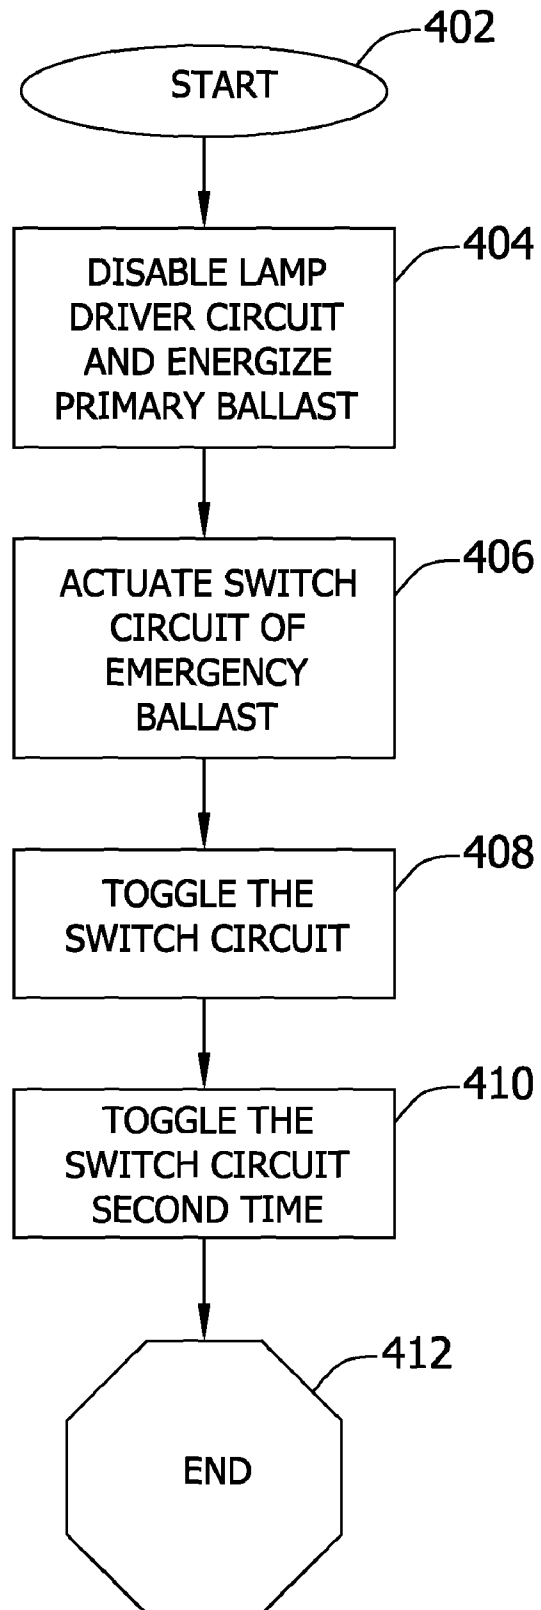 402
START
404
DISABLE LAMP
DRIVER CIRCUIT
AND ENERGIZE
PRIMARY BALLAST
406
ACTUATE SWITCH
CIRCUIT OF
EMERGENCY
BALLAST
408
TOGGLE THE
SWITCH CIRCUIT
410
TOGGLE THE
SWITCH CIRCUIT
SECOND TIME
412
END